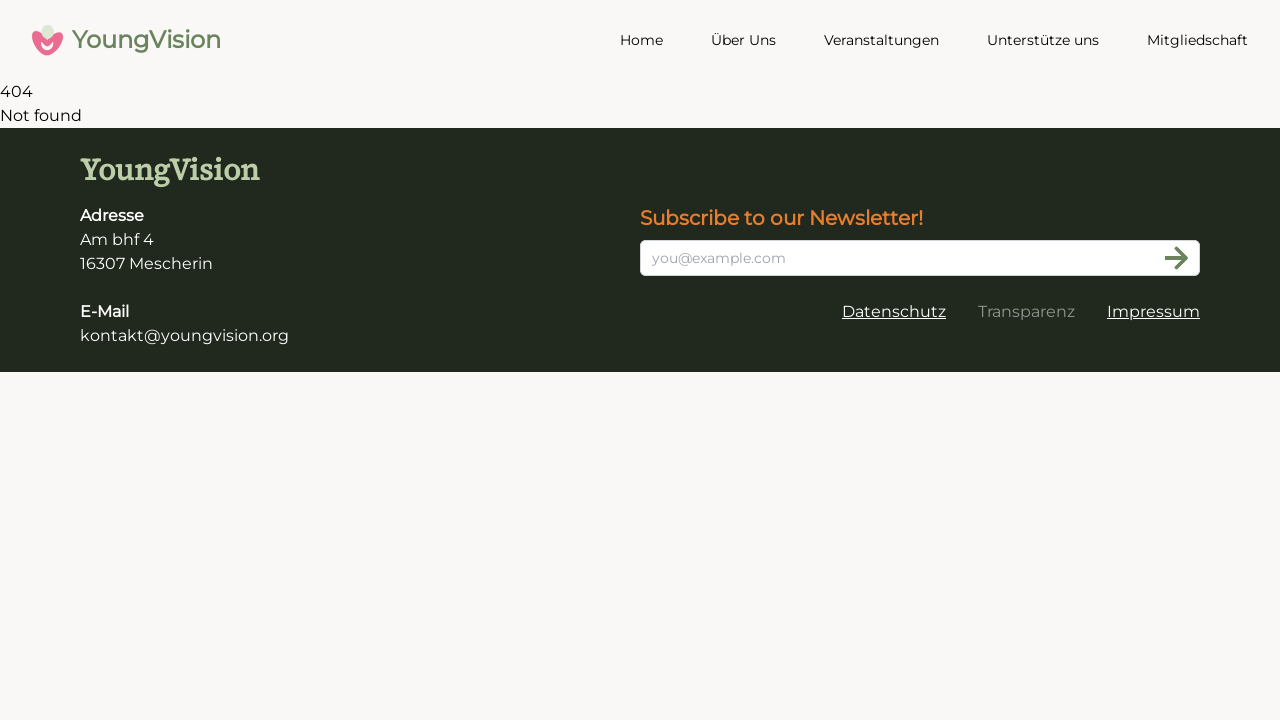 YoungVision
Home
Über Uns
Veranstaltungen
Unterstütze uns
Mitgliedschaft
404
Not found
YoungVision
Adresse
Am bhf 4
16307 Mescherin
E-Mail
kontakt@youngvision.org
Subscribe to our Newsletter!
you@example.com
Datenschutz
Transparenz
Impressum